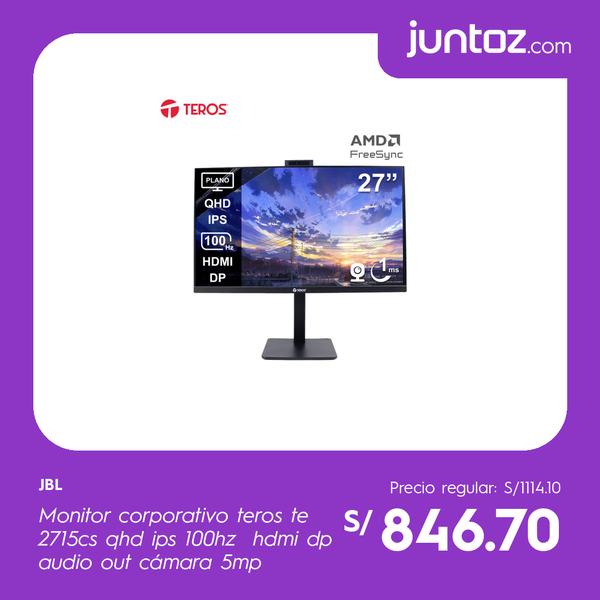 juntoz.com
TEROS
AMD
FreeSync
PLANO
27”
QHD
IPS
100Hz
HDMI
DP
1ms
TEROS
JBL
Precio regular: S/1114.10
Monitor corporativo teros te
2715cs qhd ips 100hz hdmi dp
audio out cámara 5mp
S/ 846.70